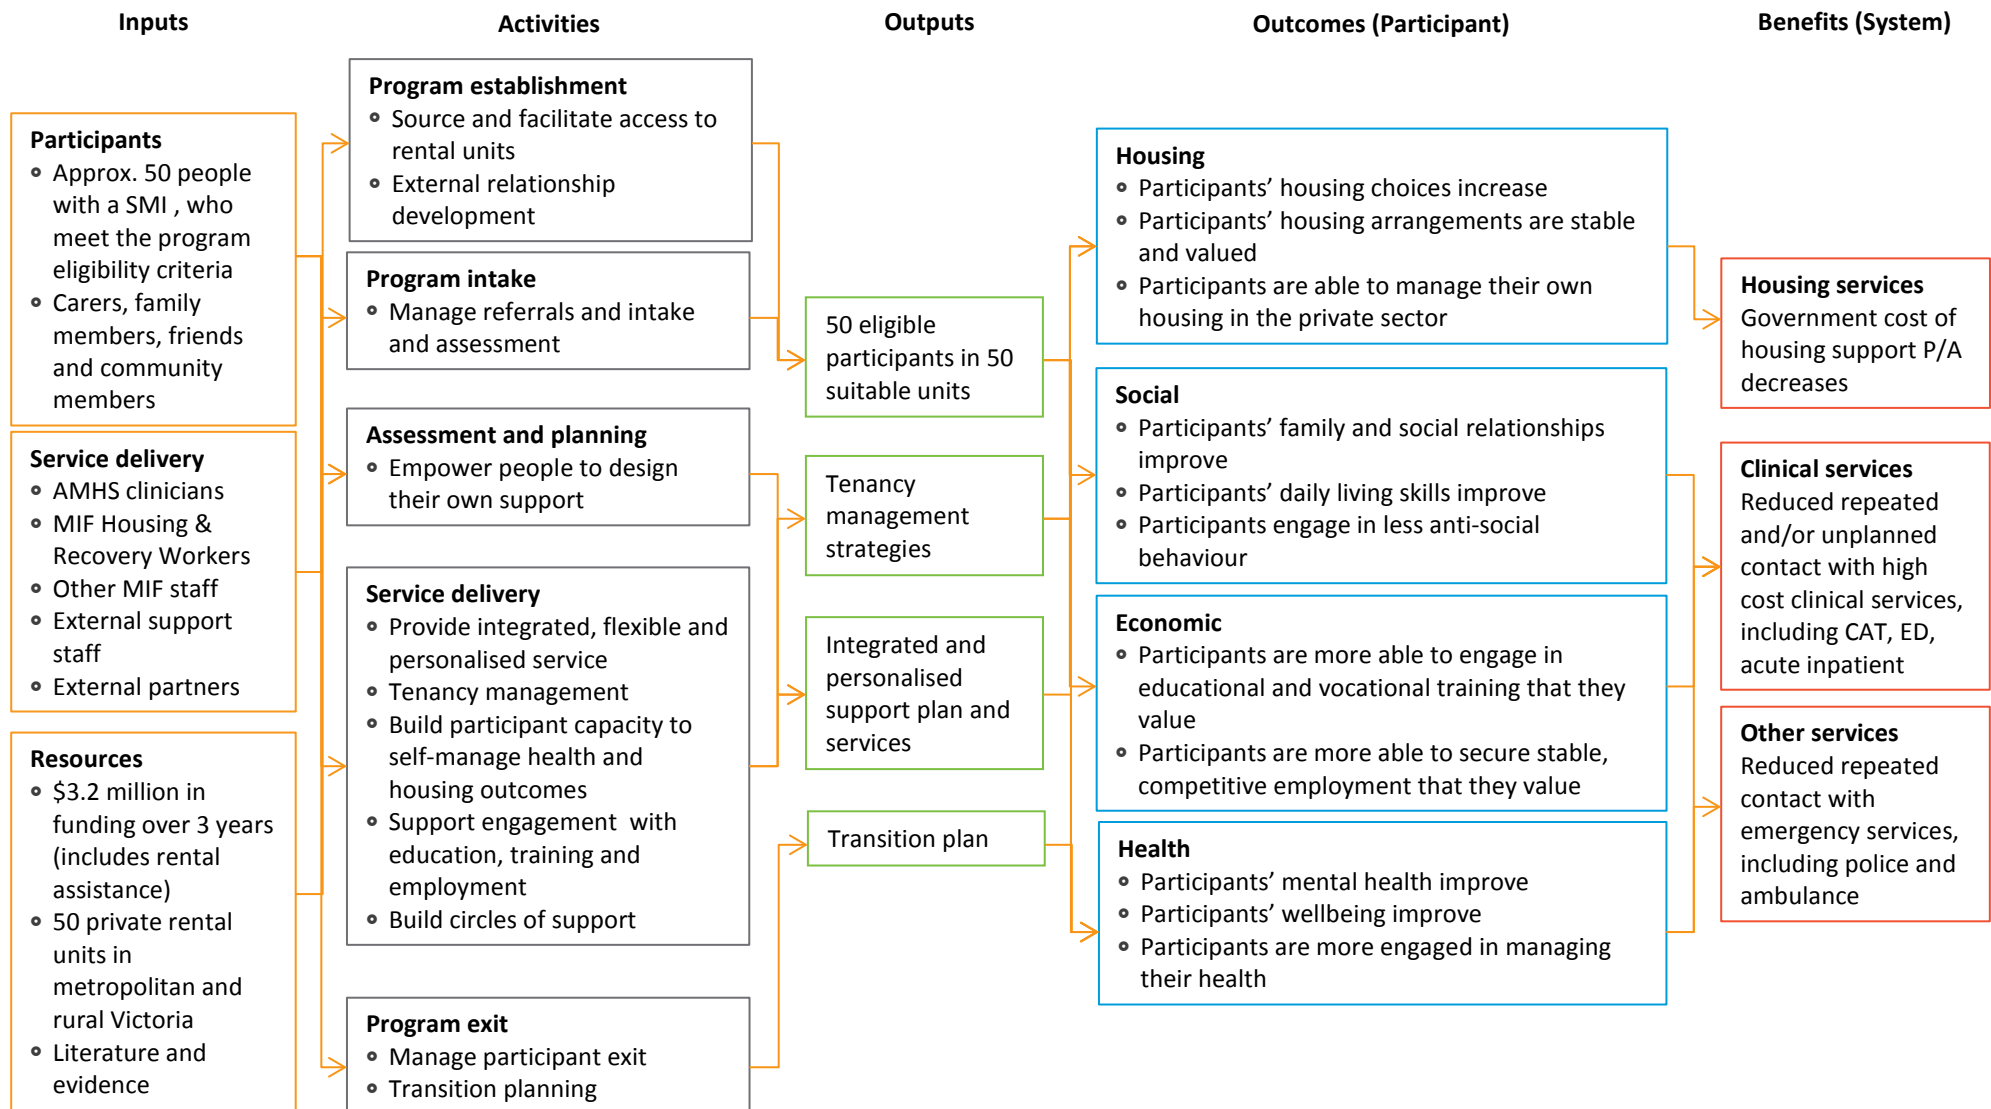 Inputs
Activities
Outputs
Outcomes (Participant)
Benefits (System)
Participants
Approx. 50 people
with a SMI , who
meet the program
eligibility criteria
Carers, family
members, friends
and community
members
Service delivery
AMHS clinicians
MIF Housing &
Recovery Workers
Other MIF staff
External support
staff
External partners
Resources
$3.2 million in
funding over 3 years
(includes rental
assistance)
50 private rental
units in
metropolitan and
rural Victoria
Literature and
evidence
Program establishment
Source and facilitate access to
rental units
External relationship
development
Program intake
Manage referrals and intake
and assessment
Assessment and planning
Empower people to design
their own support
Service delivery
Provide integrated, flexible and
personalised service
Tenancy management
Build participant capacity to
self-manage health and
housing outcomes
Support engagement with
education, training and
employment
Build circles of support
Program exit
Manage participant exit
Transition planning
50 eligible
participants in 50
suitable units
Tenancy
management
strategies
Integrated and
personalised
support plan and
services
Transition plan
Housing
Participants’ housing choices increase
Participants’ housing arrangements are stable
and valued
Participants are able to manage their own
housing in the private sector
Social
Participants’ family and social relationships
improve
Participants’ daily living skills improve
Participants engage in less anti-social
behaviour
Economic
Participants are more able to engage in
educational and vocational training that they
value
Participants are more able to secure stable,
competitive employment that they value
Health
Participants’ mental health improve
Participants’ wellbeing improve
Participants are more engaged in managing
their health
Housing services
Government cost of
housing support P/A
decreases
Clinical services
Reduced repeated
and/or unplanned
contact with high
cost clinical services,
including CAT, ED,
acute inpatient
Other services
Reduced repeated
contact with
emergency services,
including police and
ambulance